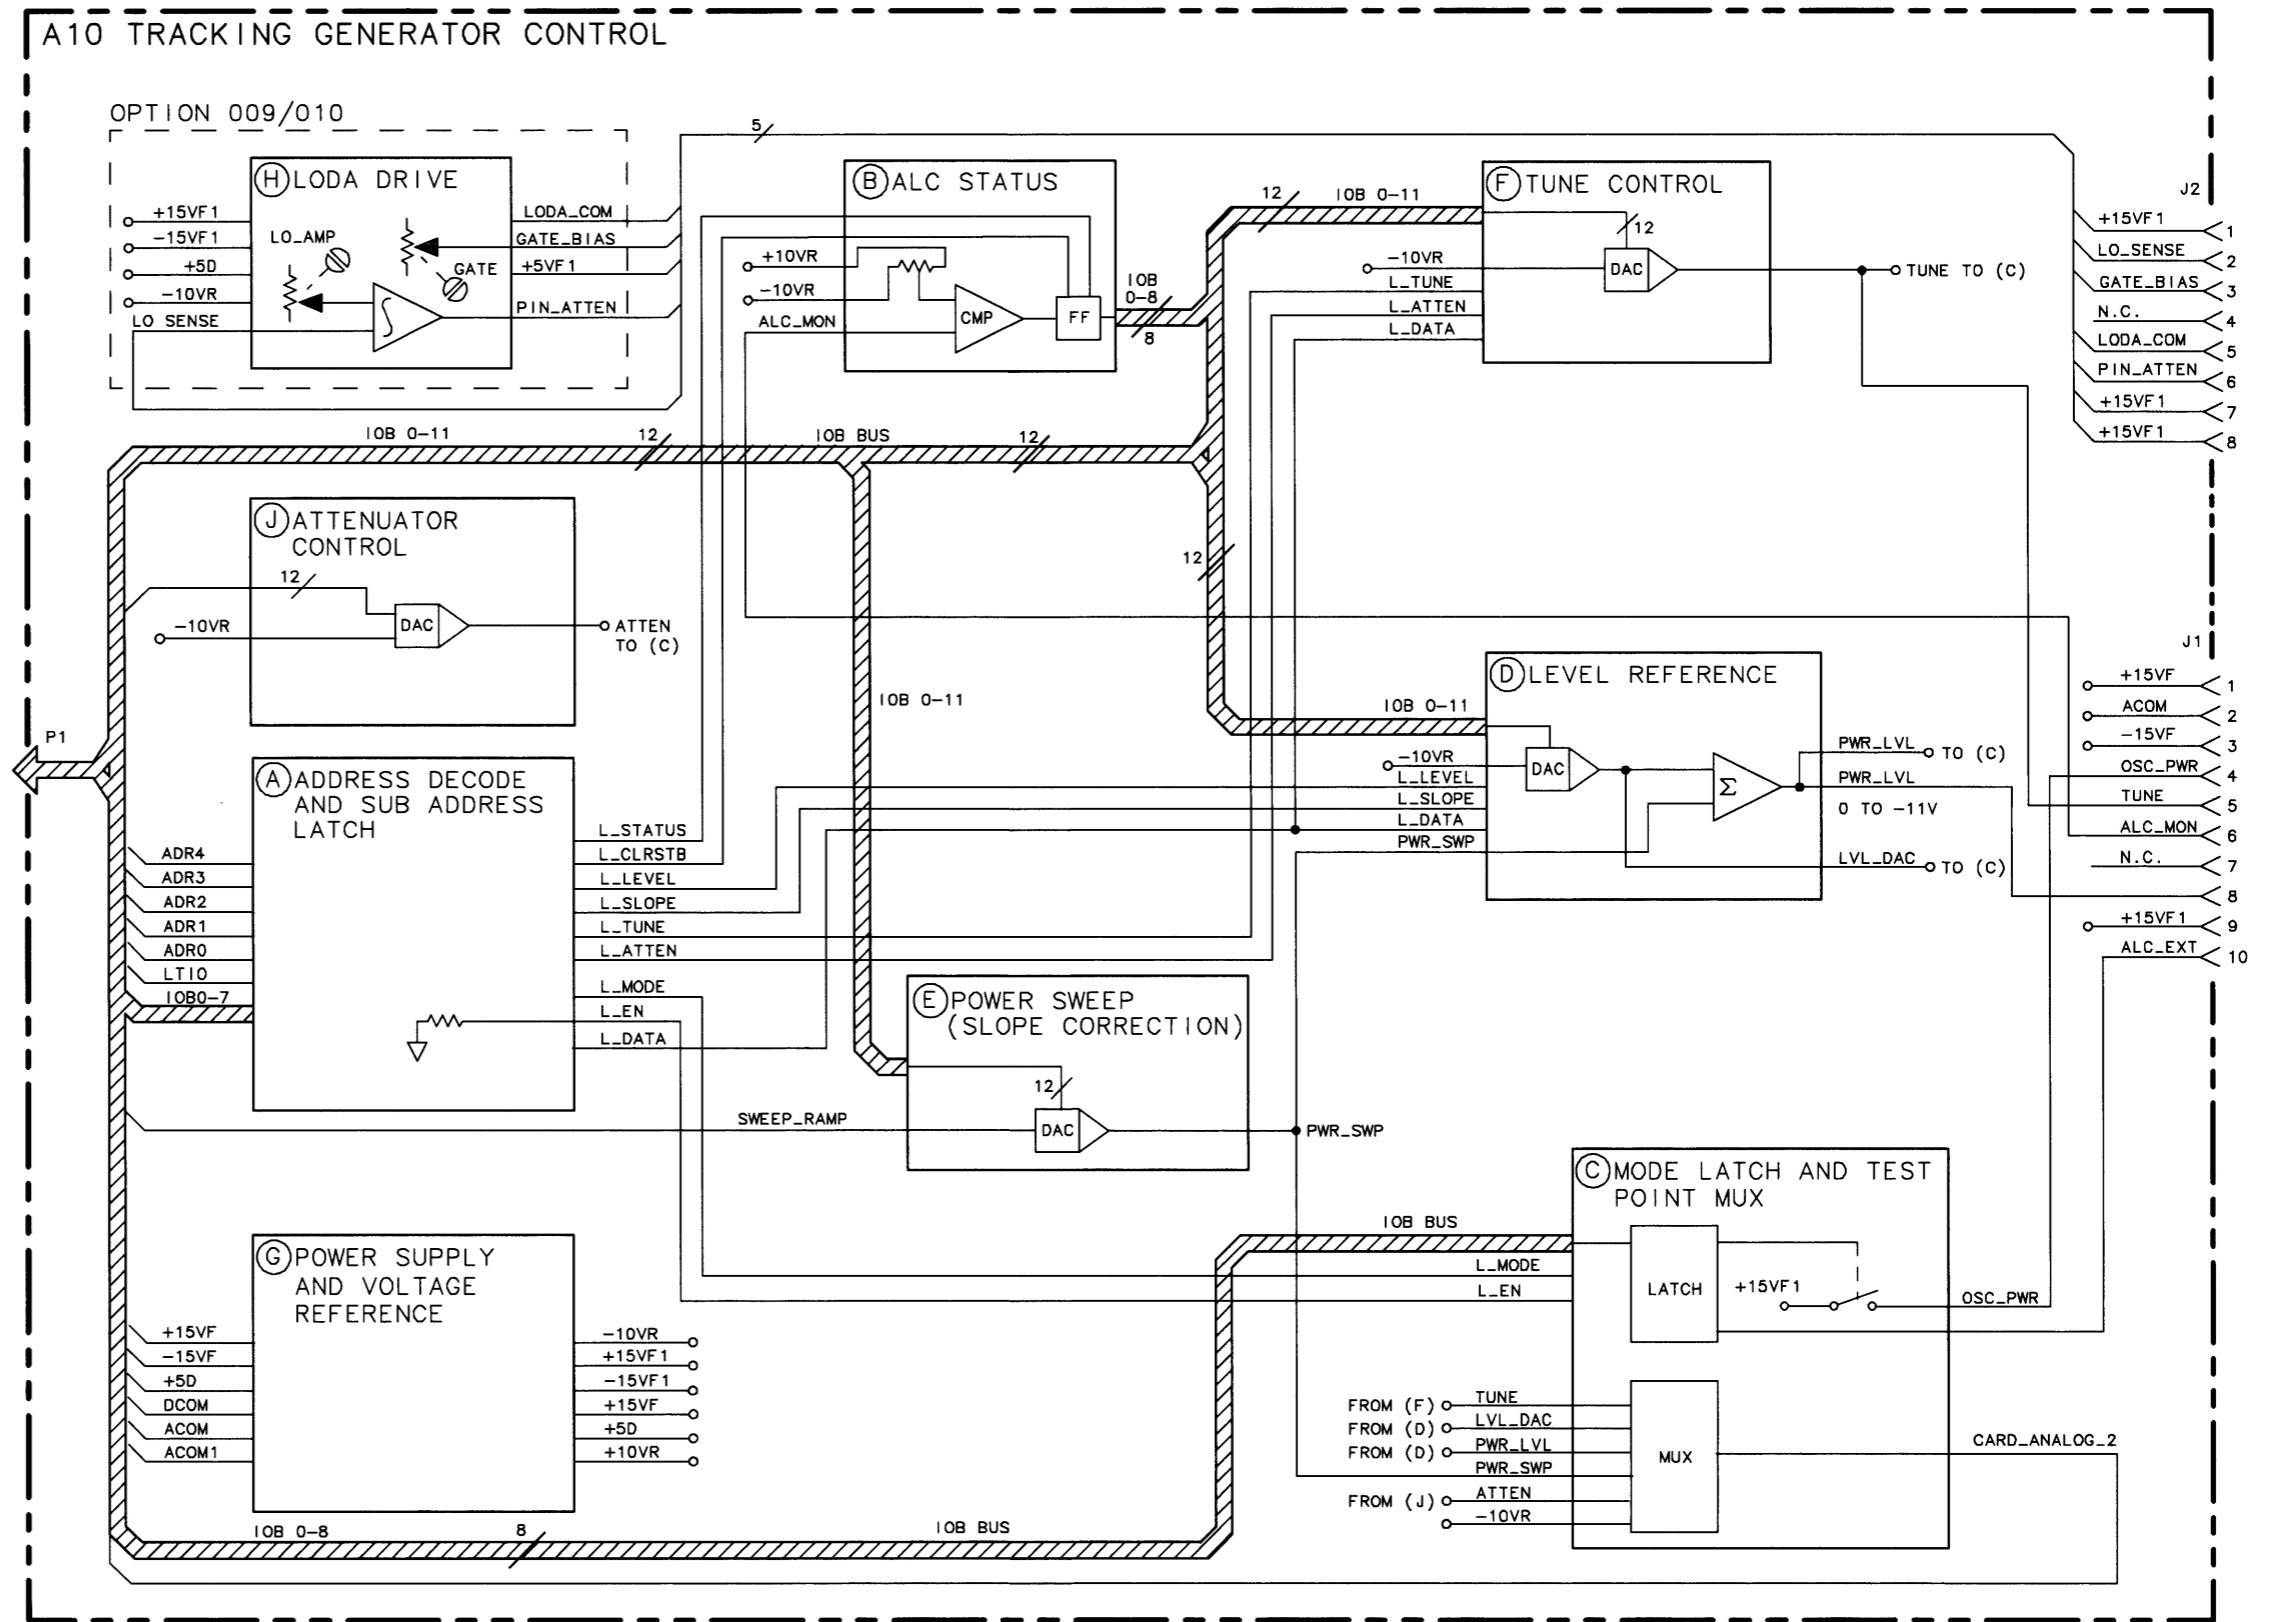 A10 TRACKING GENERATOR CONTROL
OPTION 009/010
5
H LODA DRIVE
+15VF1
-15VF1
+5D
-10VR
LO SENSE
LO_AMP
GATE
LODA_COM
GATE_BIAS
+5VF1
PIN_ATTEN
B ALC STATUS
+10VR
-10VR
ALC_MON
CMP
FF
IOB
0-8
8
12
IOB 0-11
F TUNE CONTROL
12
-10VR
L_TUNE
L_ATTEN
L_DATA
DAC
TUNE TO (C)
J2
+15VF1
1
LO_SENSE
2
GATE_BIAS
3
N.C.
4
LODA_COM
5
PIN_ATTEN
6
+15VF1
7
+15VF1
8
IOB 0-11
12
IOB BUS
12
J ATTENUATOR
CONTROL
12
-10VR
DAC
ATTEN
TO (C)
12
IOB 0-11
P1
A ADDRESS DECODE
AND SUB ADDRESS
LATCH
ADR4
ADR3
ADR2
ADR1
ADR0
LTIO
IOB0-7
L_STATUS
L_CLRSTB
L_LEVEL
L_SLOPE
L_TUNE
L_ATTEN
L_MODE
L_EN
L_DATA
D LEVEL REFERENCE
IOB 0-11
-10VR
L_LEVEL
L_SLOPE
L_DATA
PWR_SWP
DAC
Σ
PWR_LVL
TO (C)
PWR_LVL
0 TO -11V
LVL_DAC
TO (C)
J1
+15VF
1
ACOM
2
-15VF
3
OSC_PWR
4
TUNE
5
ALC_MON
6
N.C.
7
8
+15VF1
9
ALC_EXT
10
E POWER SWEEP
(SLOPE CORRECTION)
12
SWEEP_RAMP
DAC
PWR_SWP
G POWER SUPPLY
AND VOLTAGE
REFERENCE
+15VF
-15VF
+5D
DCOM
ACOM
ACOM1
-10VR
+15VF1
-15VF1
+15VF
+5D
+10VR
C MODE LATCH AND TEST
POINT MUX
IOB BUS
L_MODE
L_EN
LATCH
+15VF1
OSC_PWR
FROM (F)
TUNE
FROM (D)
LVL_DAC
FROM (D)
PWR_LVL
PWR_SWP
FROM (J)
ATTEN
-10VR
MUX
CARD_ANALOG_2
IOB 0-8
8
IOB BUS